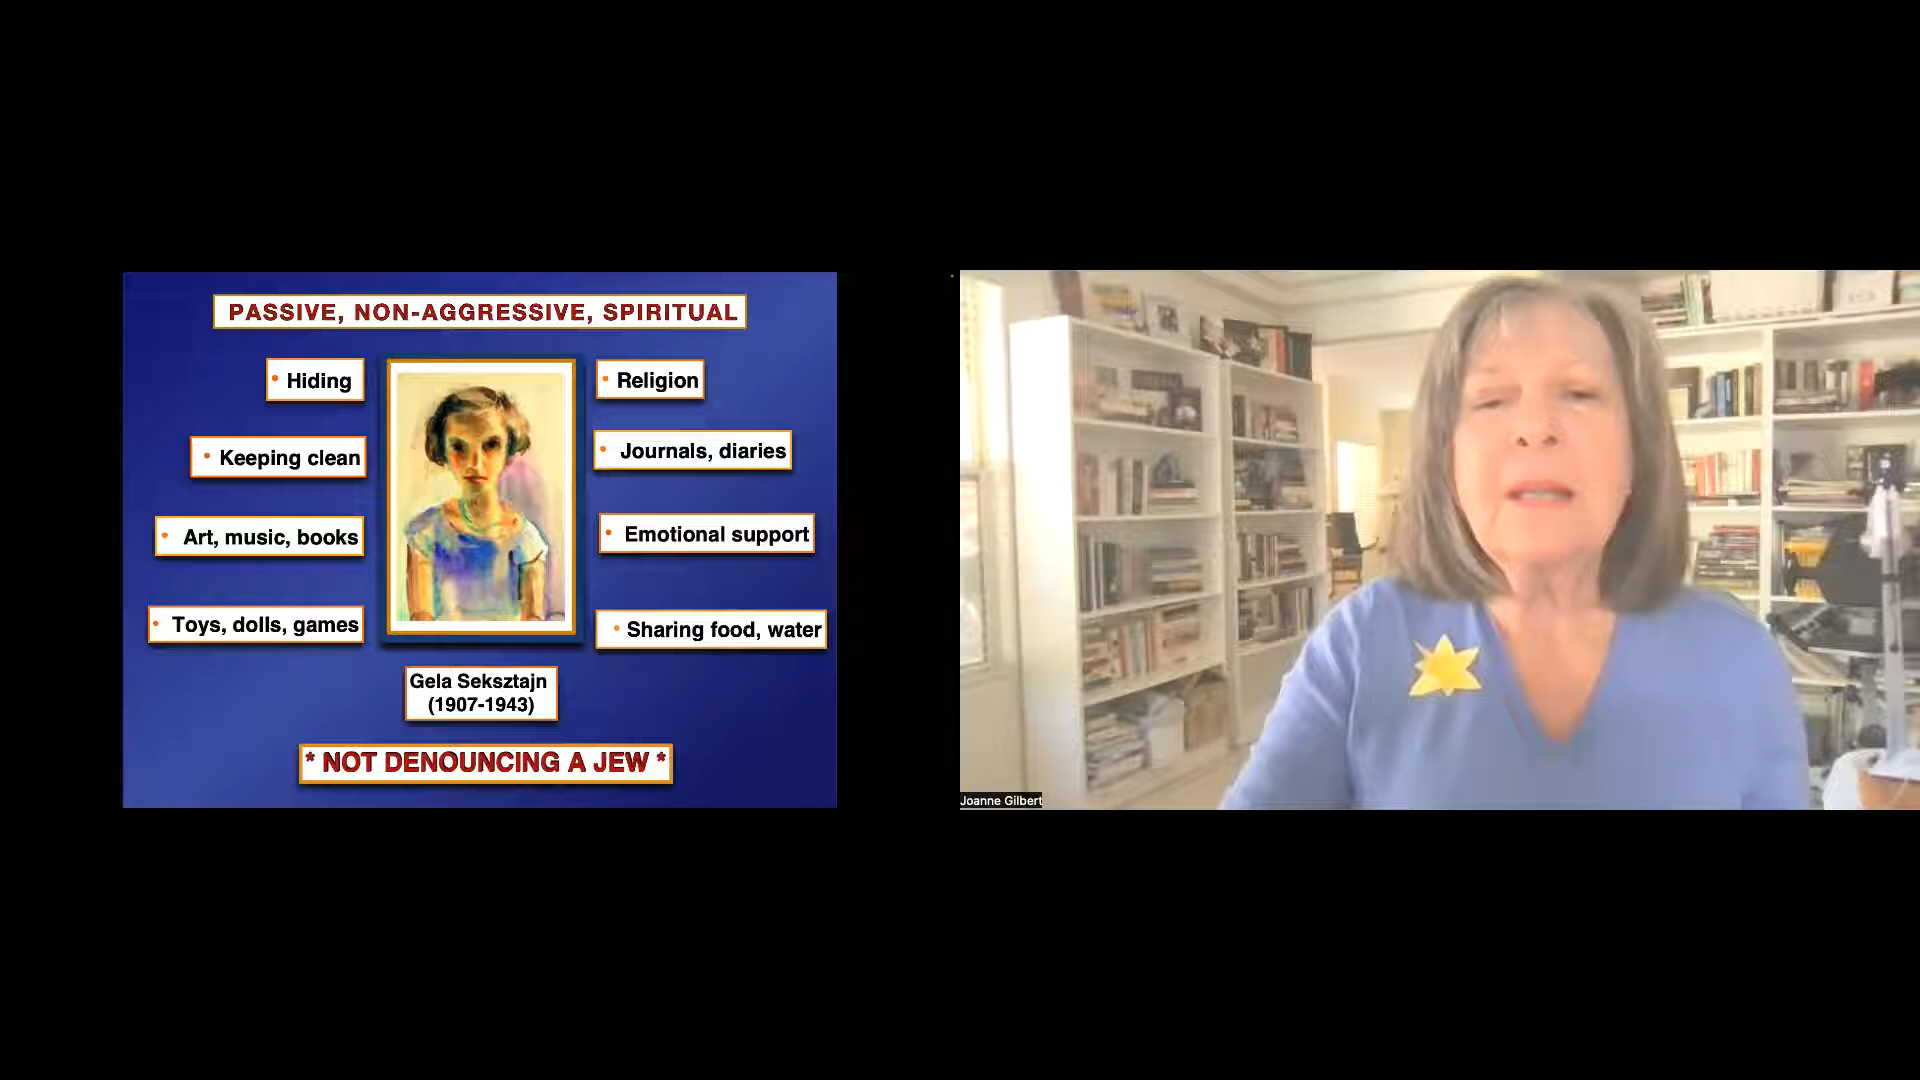 PASSIVE, NON-AGGRESSIVE, SPIRITUAL
• Hiding
• Keeping clean
• Art, music, books
• Toys, dolls, games
• Religion
• Journals, diaries
• Emotional support
• Sharing food, water
Gela Seksztajn
(1907-1943)
* NOT DENOUNCING A JEW *
Joanne Gilbert